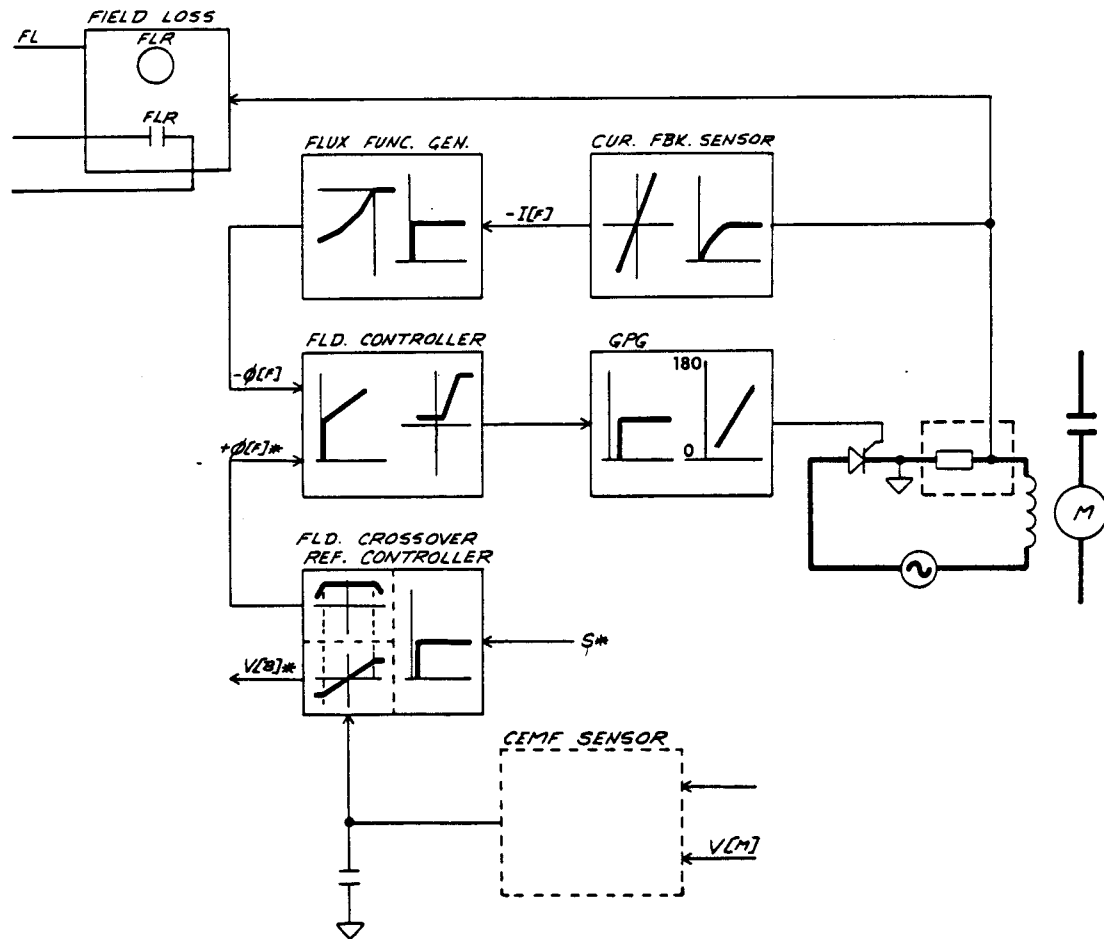 FIELD LOSS
FL
FLR
FLR
FLUX FUNC. GEN.
CUR. FBK. SENSOR
-I[F]
FLD. CONTROLLER
GPG
-ϕ[F]
180
+ϕ[F]*
0
M
FLD. CROSSOVER
REF. CONTROLLER
S*
V[B]*
CEMF SENSOR
V[M]